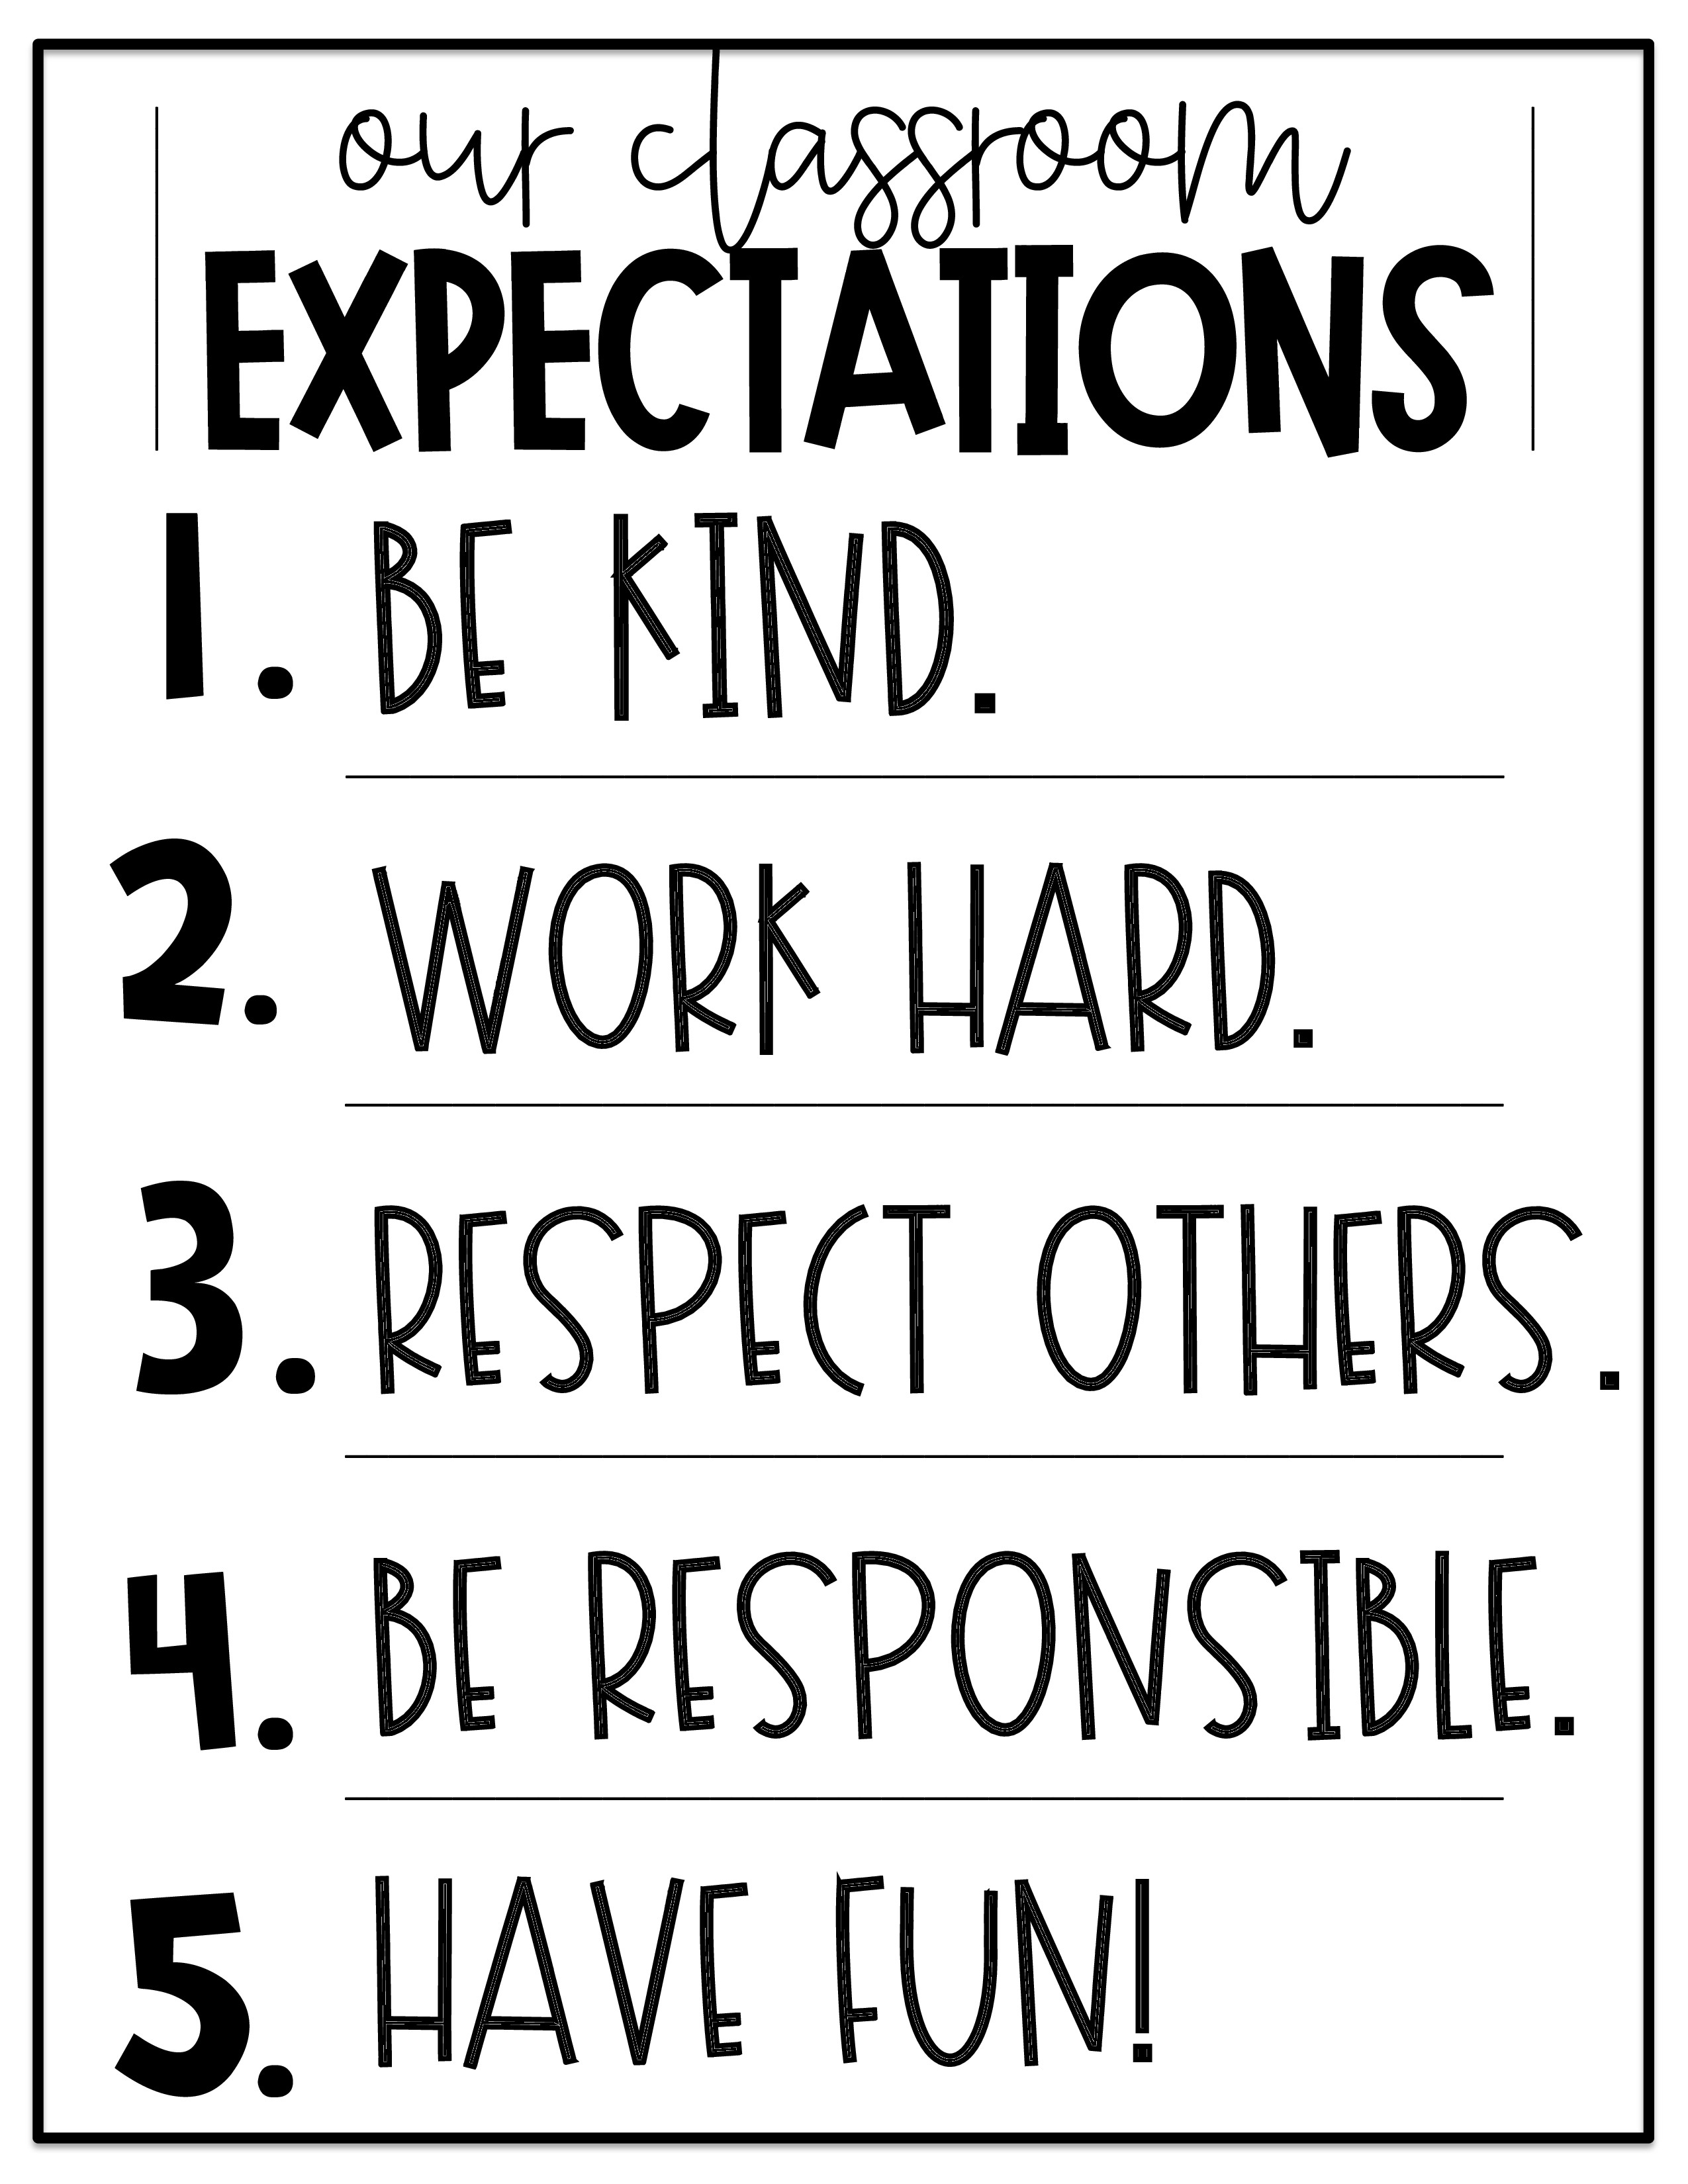 our classroom
EXPECTATIONS
1. BE KIND.
2. WORK HARD.
3. RESPECT OTHERS.
4. BE RESPONSIBLE.
5. HAVE FUN!